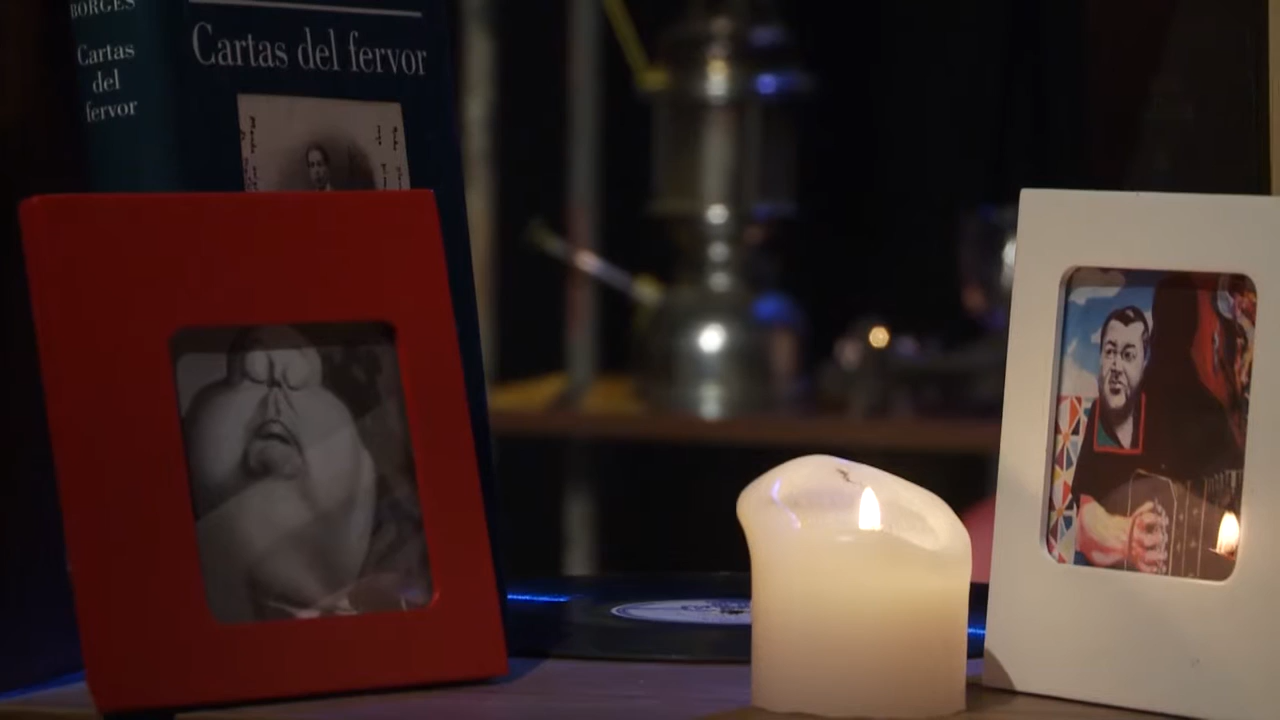 BORGES
Cartas
del
fervor
Cartas del fervor